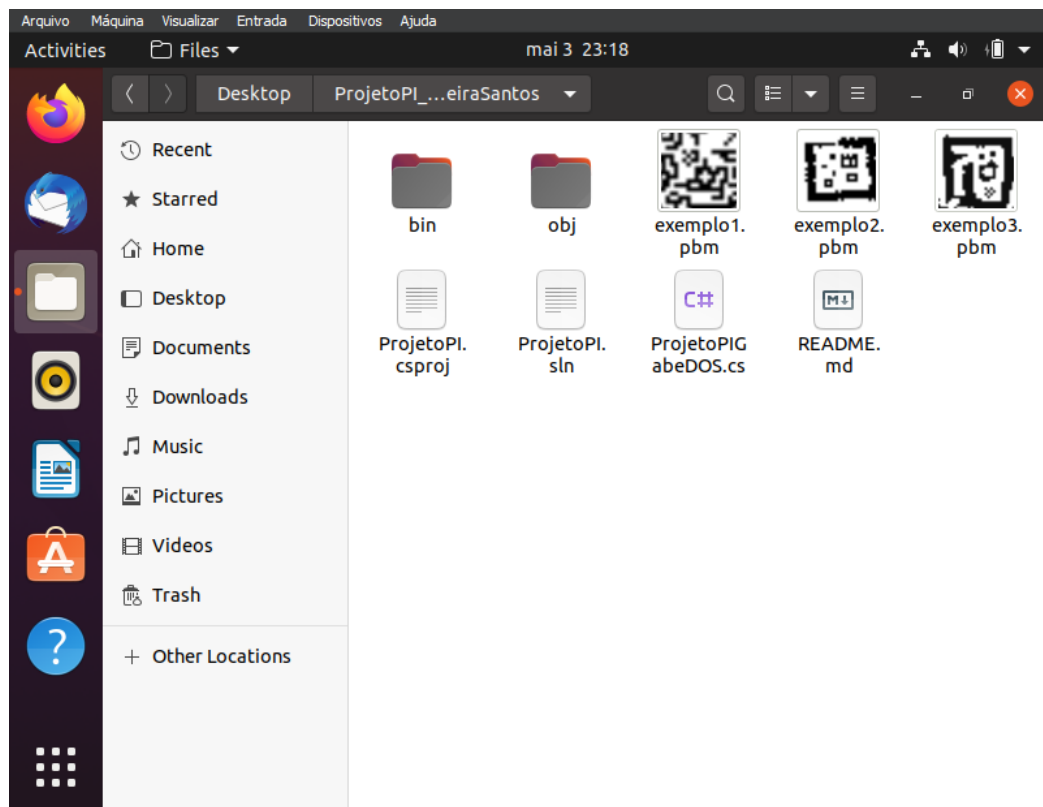 Arquivo Máquina Visualizar Entrada Dispositivos Ajuda
Activities Files mai 3 23:18
Desktop ProjetoPI_...eiraSantos
Recent
Starred
Home
Desktop
Documents
Downloads
Music
Pictures
Videos
Trash
+ Other Locations
bin
obj
exemplo1.
pbm
exemplo2.
pbm
exemplo3.
pbm
ProjetoPI.
csproj
ProjetoPI.
sln
C#
ProjetoPIG
abeDOS.cs
M↓
README.
md